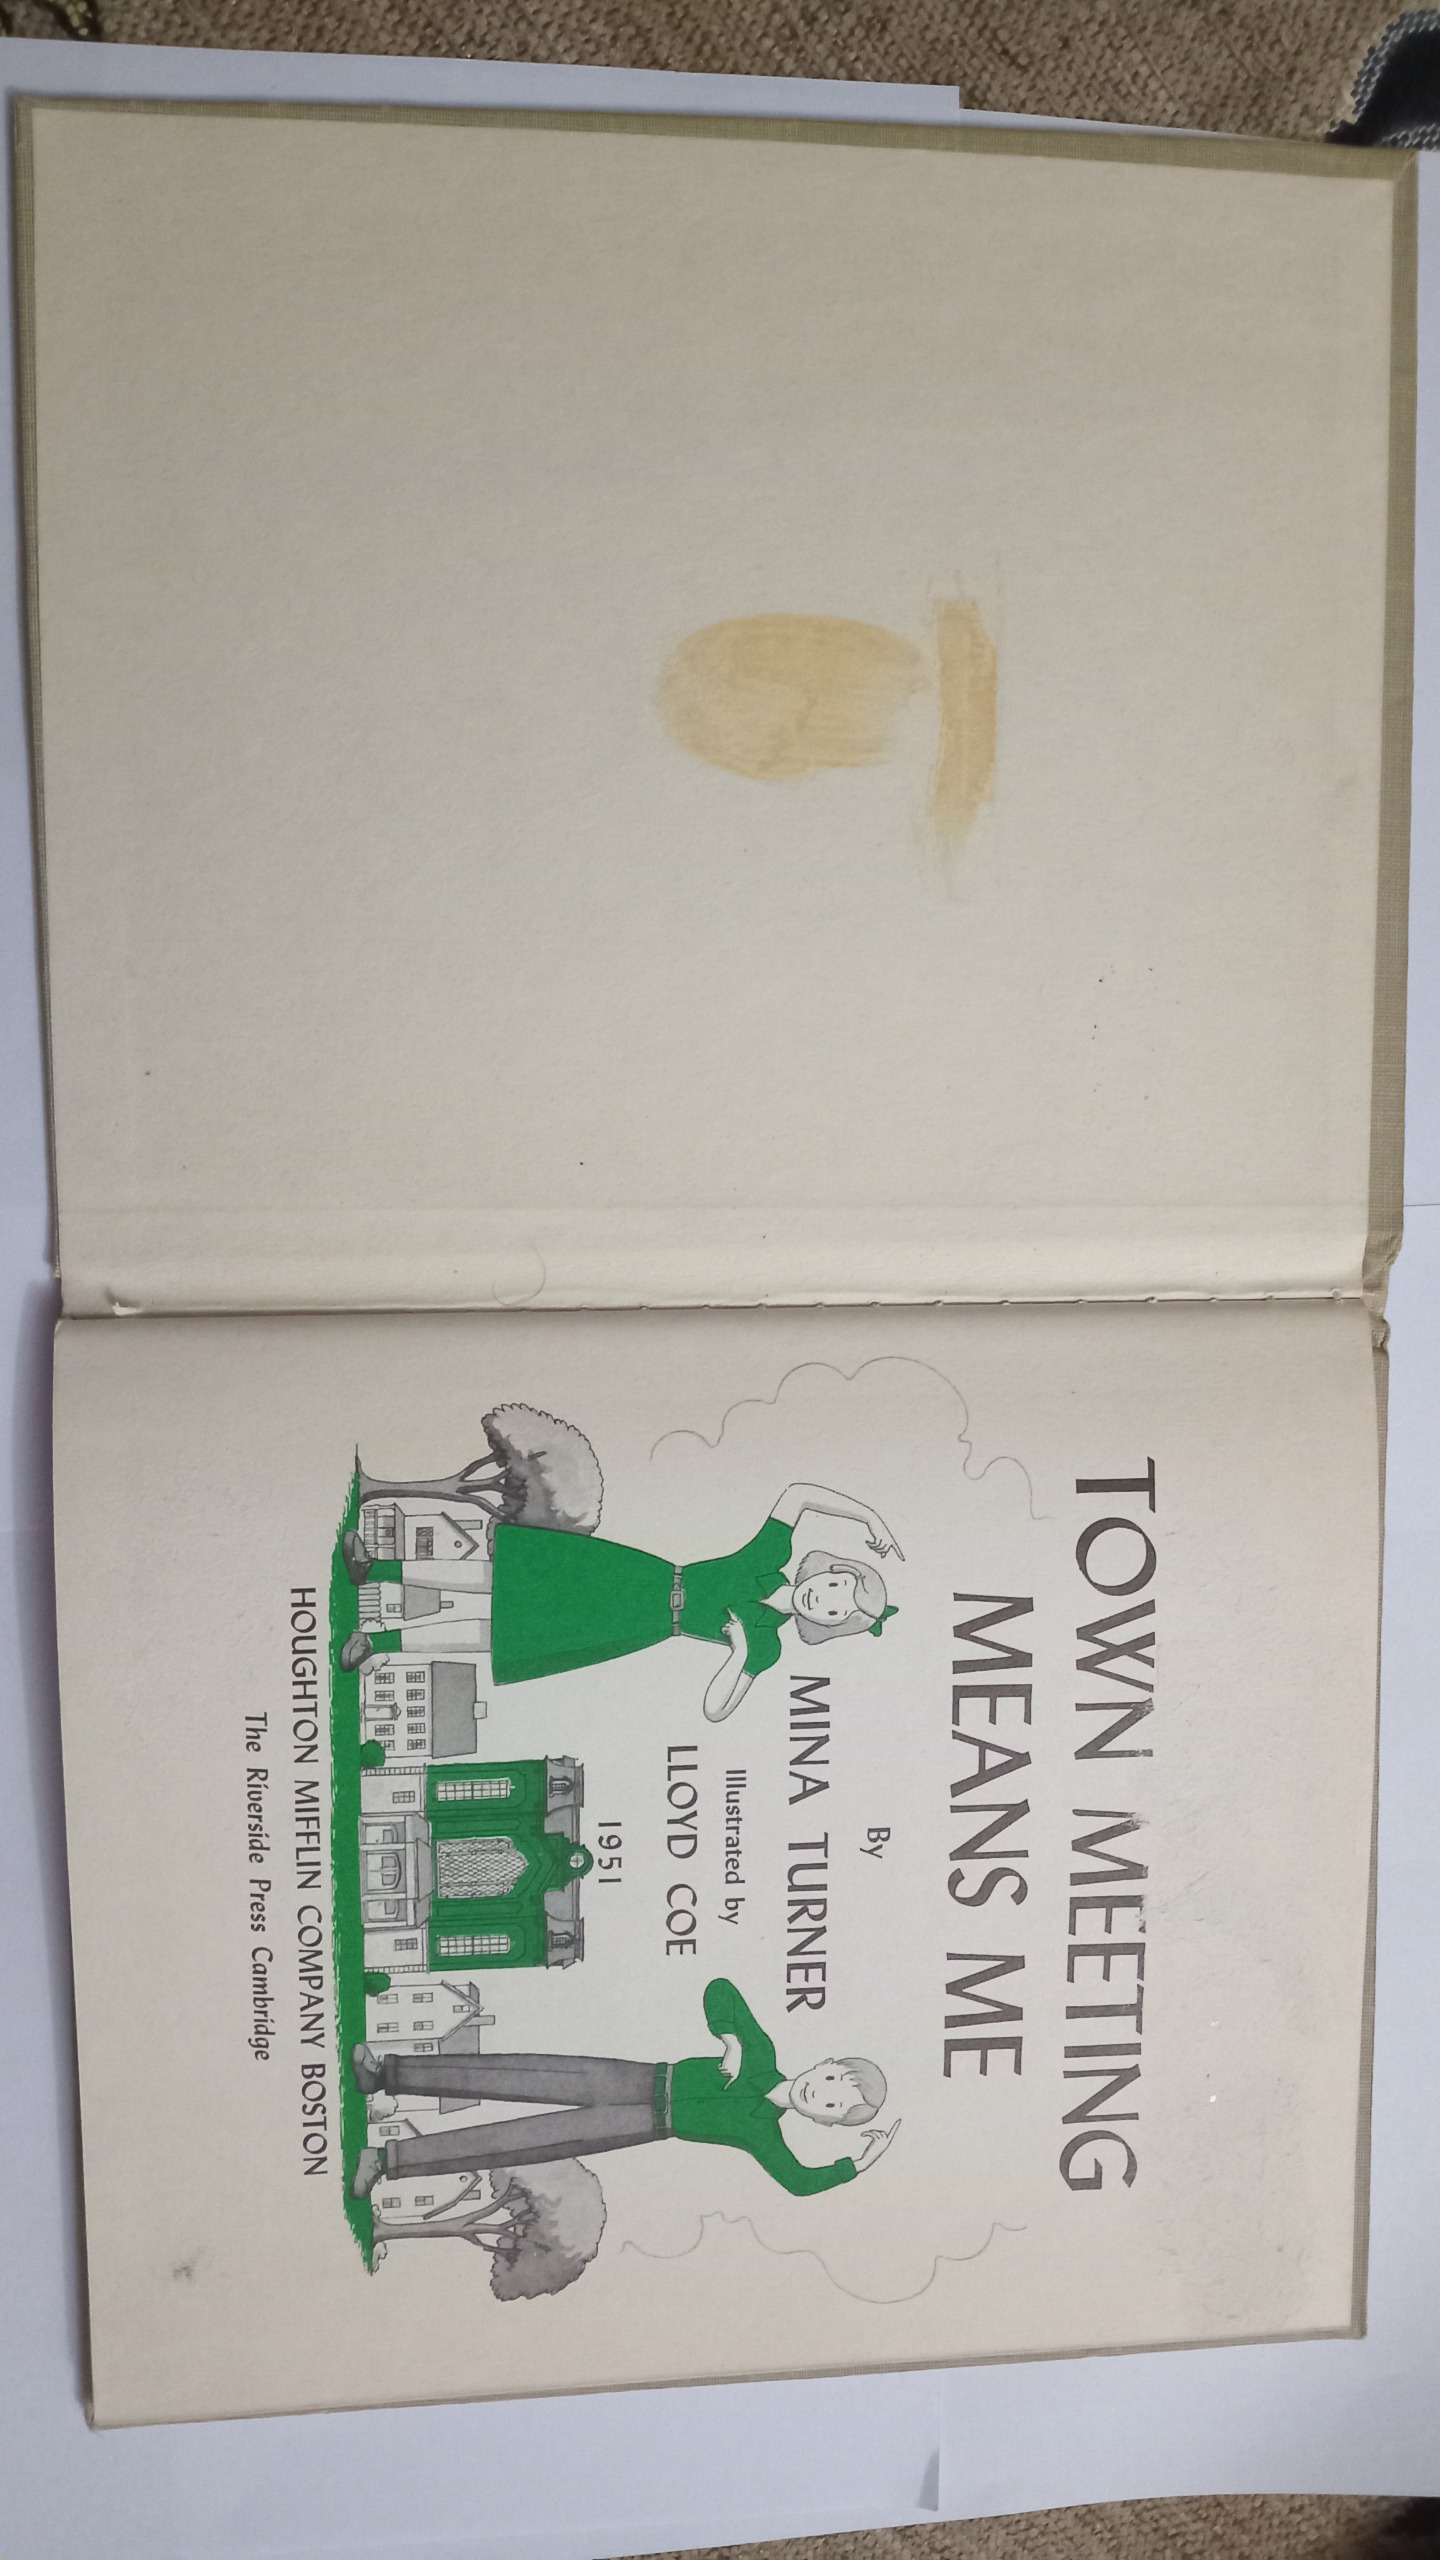 TOWN MEETING
MEANS ME
By
MINA TURNER
Illustrated by
LLOYD COE
1951
HOUGHTON MIFFLIN COMPANY BOSTON
The Riverside Press Cambridge